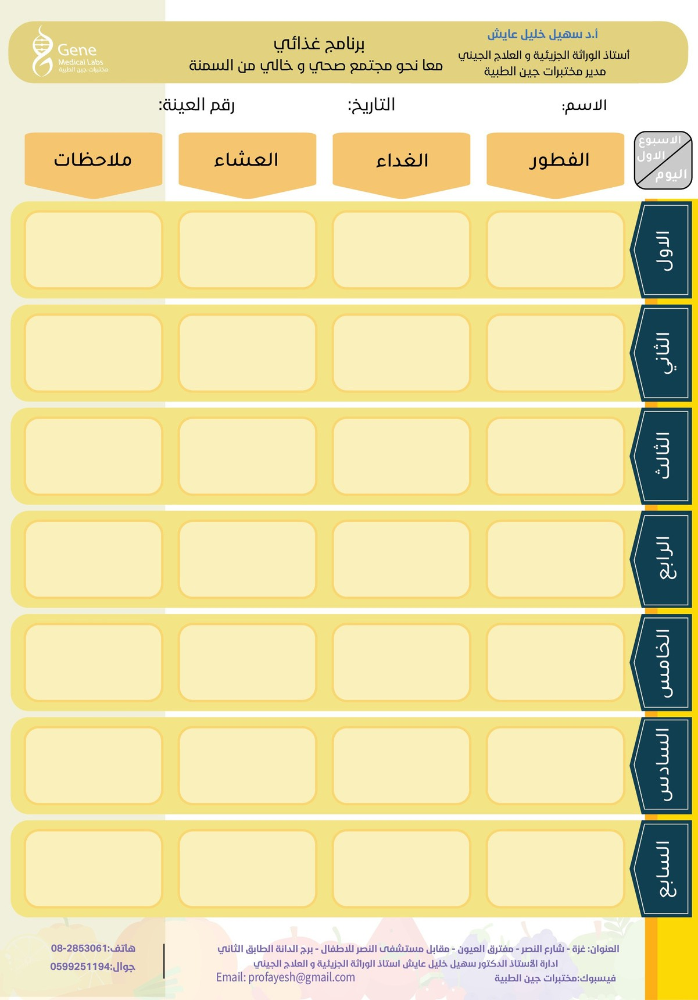 أ.د سهيل خليل عايش
أستاذ الوراثة الجزيئية و العلاج الجيني
مدير مختبرات جين الطبية
برنامج غذائي
معا نحو مجتمع صحي و خالي من السمنة
Gene
Medical Labs
مختبرات جين الطبية
الاسم:
التاريخ:
رقم العينة:
الاسبوع
الاول
اليوم
الفطور
الغداء
العشاء
ملاحظات
الاول
الثاني
الثالث
الرابع
الخامس
السادس
السابع
العنوان: غزة - شارع النصر - مفترق العيون - مقابل مستشفى النصر للاطفال - برج الدانة الطابق الثاني
ادارة الأستاذ الدكتور سهيل خليل عايش استاذ الوراثة الجزيئية و العلاج الجيني
فيسبوك:مختبرات جين الطبية
Email: profayesh@gmail.com
هاتف:08-2853061
جوال:0599251194